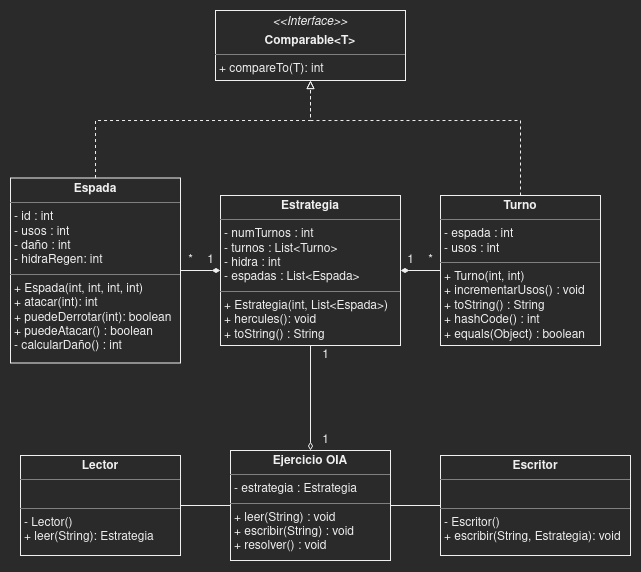 <<Interface>>
Comparable<T>
+ compareTo(T): int
Espada
- id : int
- usos : int
- daño : int
- hidraRegen: int
+ Espada(int, int, int, int)
+ atacar(int): int
+ puedeDerrotar(int): boolean
+ puedeAtacar() : boolean
- calcularDaño() : int
* 1
Estrategia
- numTurnos : int
- turnos : List<Turno>
- hidra : int
- espadas : List<Espada>
+ Estrategia(int, List<Espada>)
+ hercules(): void
+ toString() : String
1 *
Turno
- espada : int
- usos : int
+ Turno(int, int)
+ incrementarUsos() : void
+ toString() : String
+ hashCode() : int
+ equals(Object) : boolean
1
1
Lector
- Lector()
+ leer(String): Estrategia
Ejercicio OIA
- estrategia : Estrategia
+ leer(String) : void
+ escribir(String) : void
+ resolver() : void
Escritor
- Escritor()
+ escribir(String, Estrategia): void